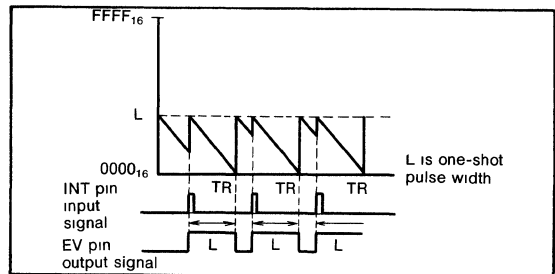 FFFF₁₆
L
0000₁₆
L is one-shot
pulse width
TR TR TR
INT pin
input
signal
L L L
EV pin
output signal